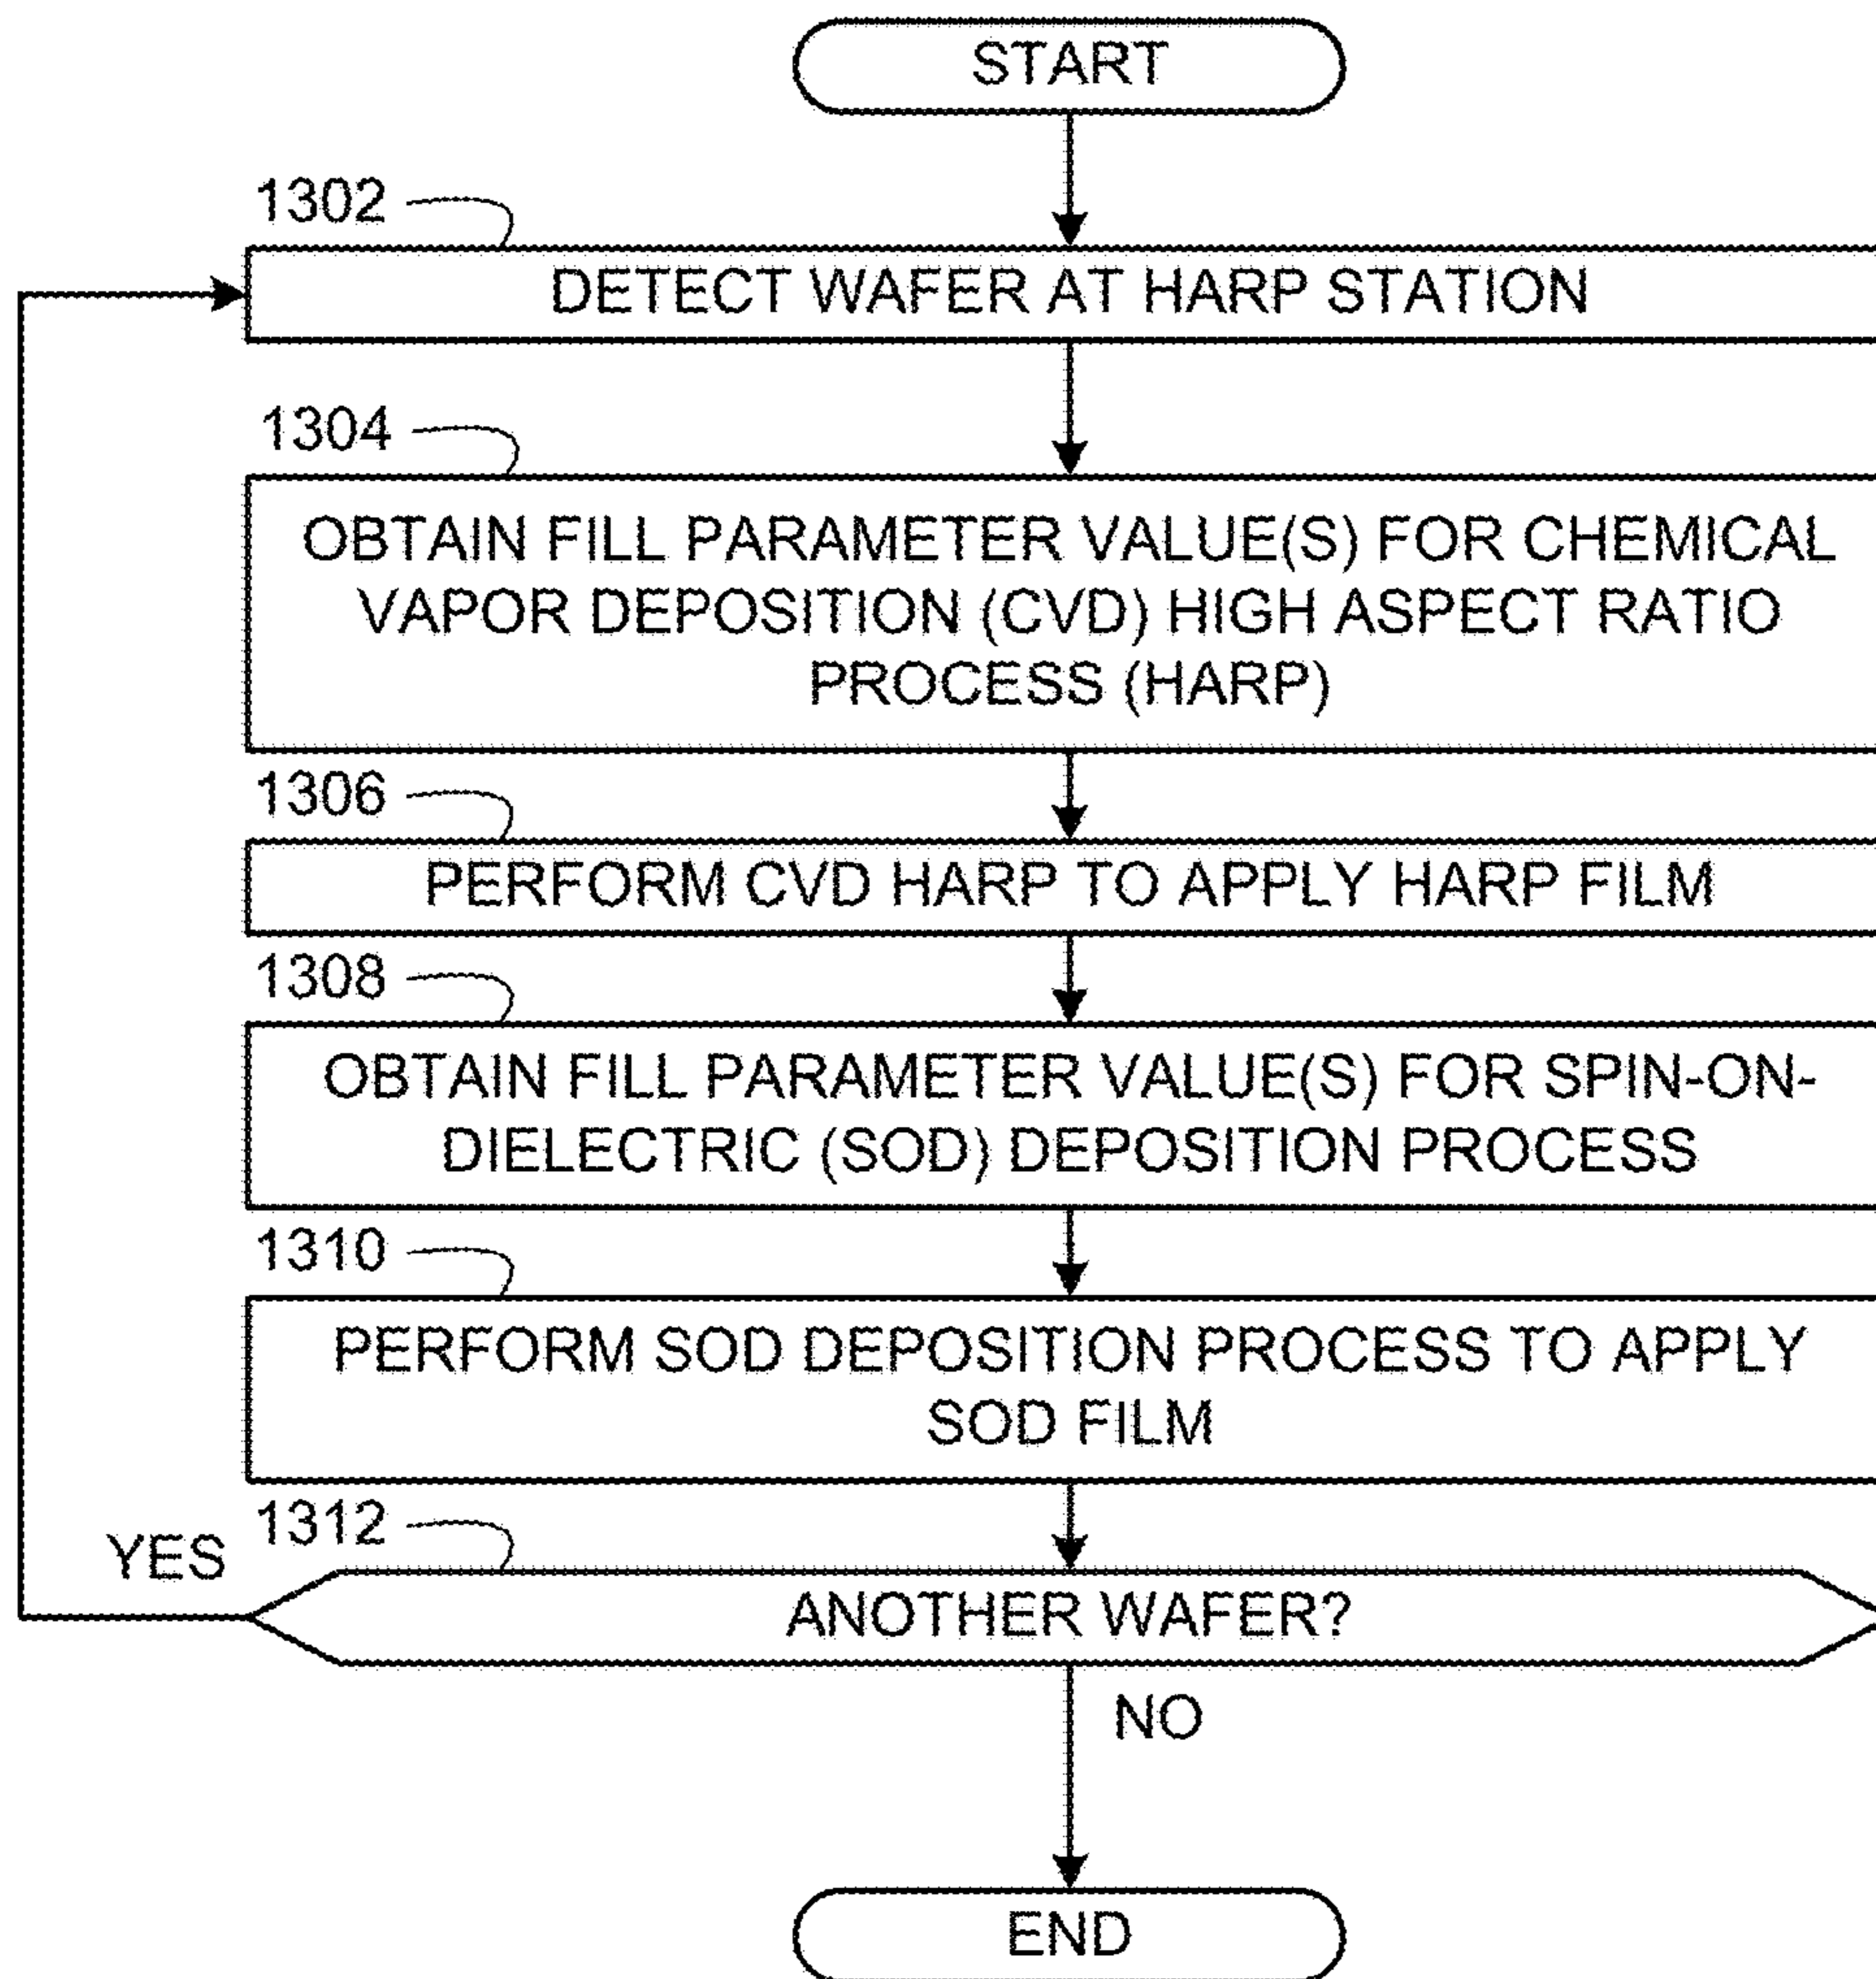 START
1302
DETECT WAFER AT HARP STATION
1304
OBTAIN FILL PARAMETER VALUE(S) FOR CHEMICAL
VAPOR DEPOSITION (CVD) HIGH ASPECT RATIO
PROCESS (HARP)
1306
PERFORM CVD HARP TO APPLY HARP FILM
1308
OBTAIN FILL PARAMETER VALUE(S) FOR SPIN-ON-
DIELECTRIC (SOD) DEPOSITION PROCESS
1310
PERFORM SOD DEPOSITION PROCESS TO APPLY
SOD FILM
1312
YES
ANOTHER WAFER?
NO
END